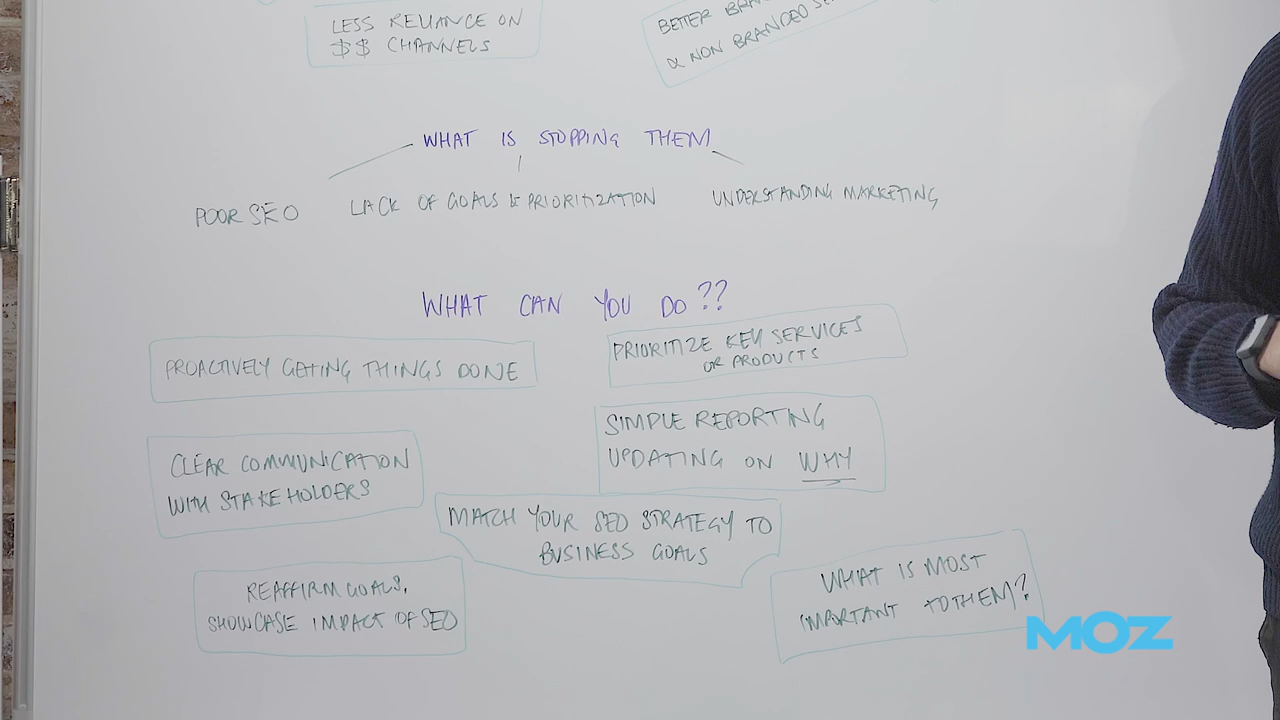 LESS RELIANCE ON
$$ CHANNELS
BETTER
& NON BRANDED
WHAT IS STOPPING THEM
POOR SEO
LACK OF GOALS & PRIORITIZATION
UNDERSTANDING MARKETING
WHAT CAN YOU DO??
PROACTIVELY GETING THINGS DONE
PRIORITIZE KEY SERVICES
OR PRODUCTS
CLEAR COMMUNICATION
WITH STAKEHOLDERS
SIMPLE REPORTING
UPDATING ON WHY
MATCH YOUR SEO STRATEGY TO
BUSINESS GOALS
REAFFIRM GOALS,
SHOWCASE IMPACT OF SEO
WHAT IS MOST
IMPORTANT TO THEM?
MOZ